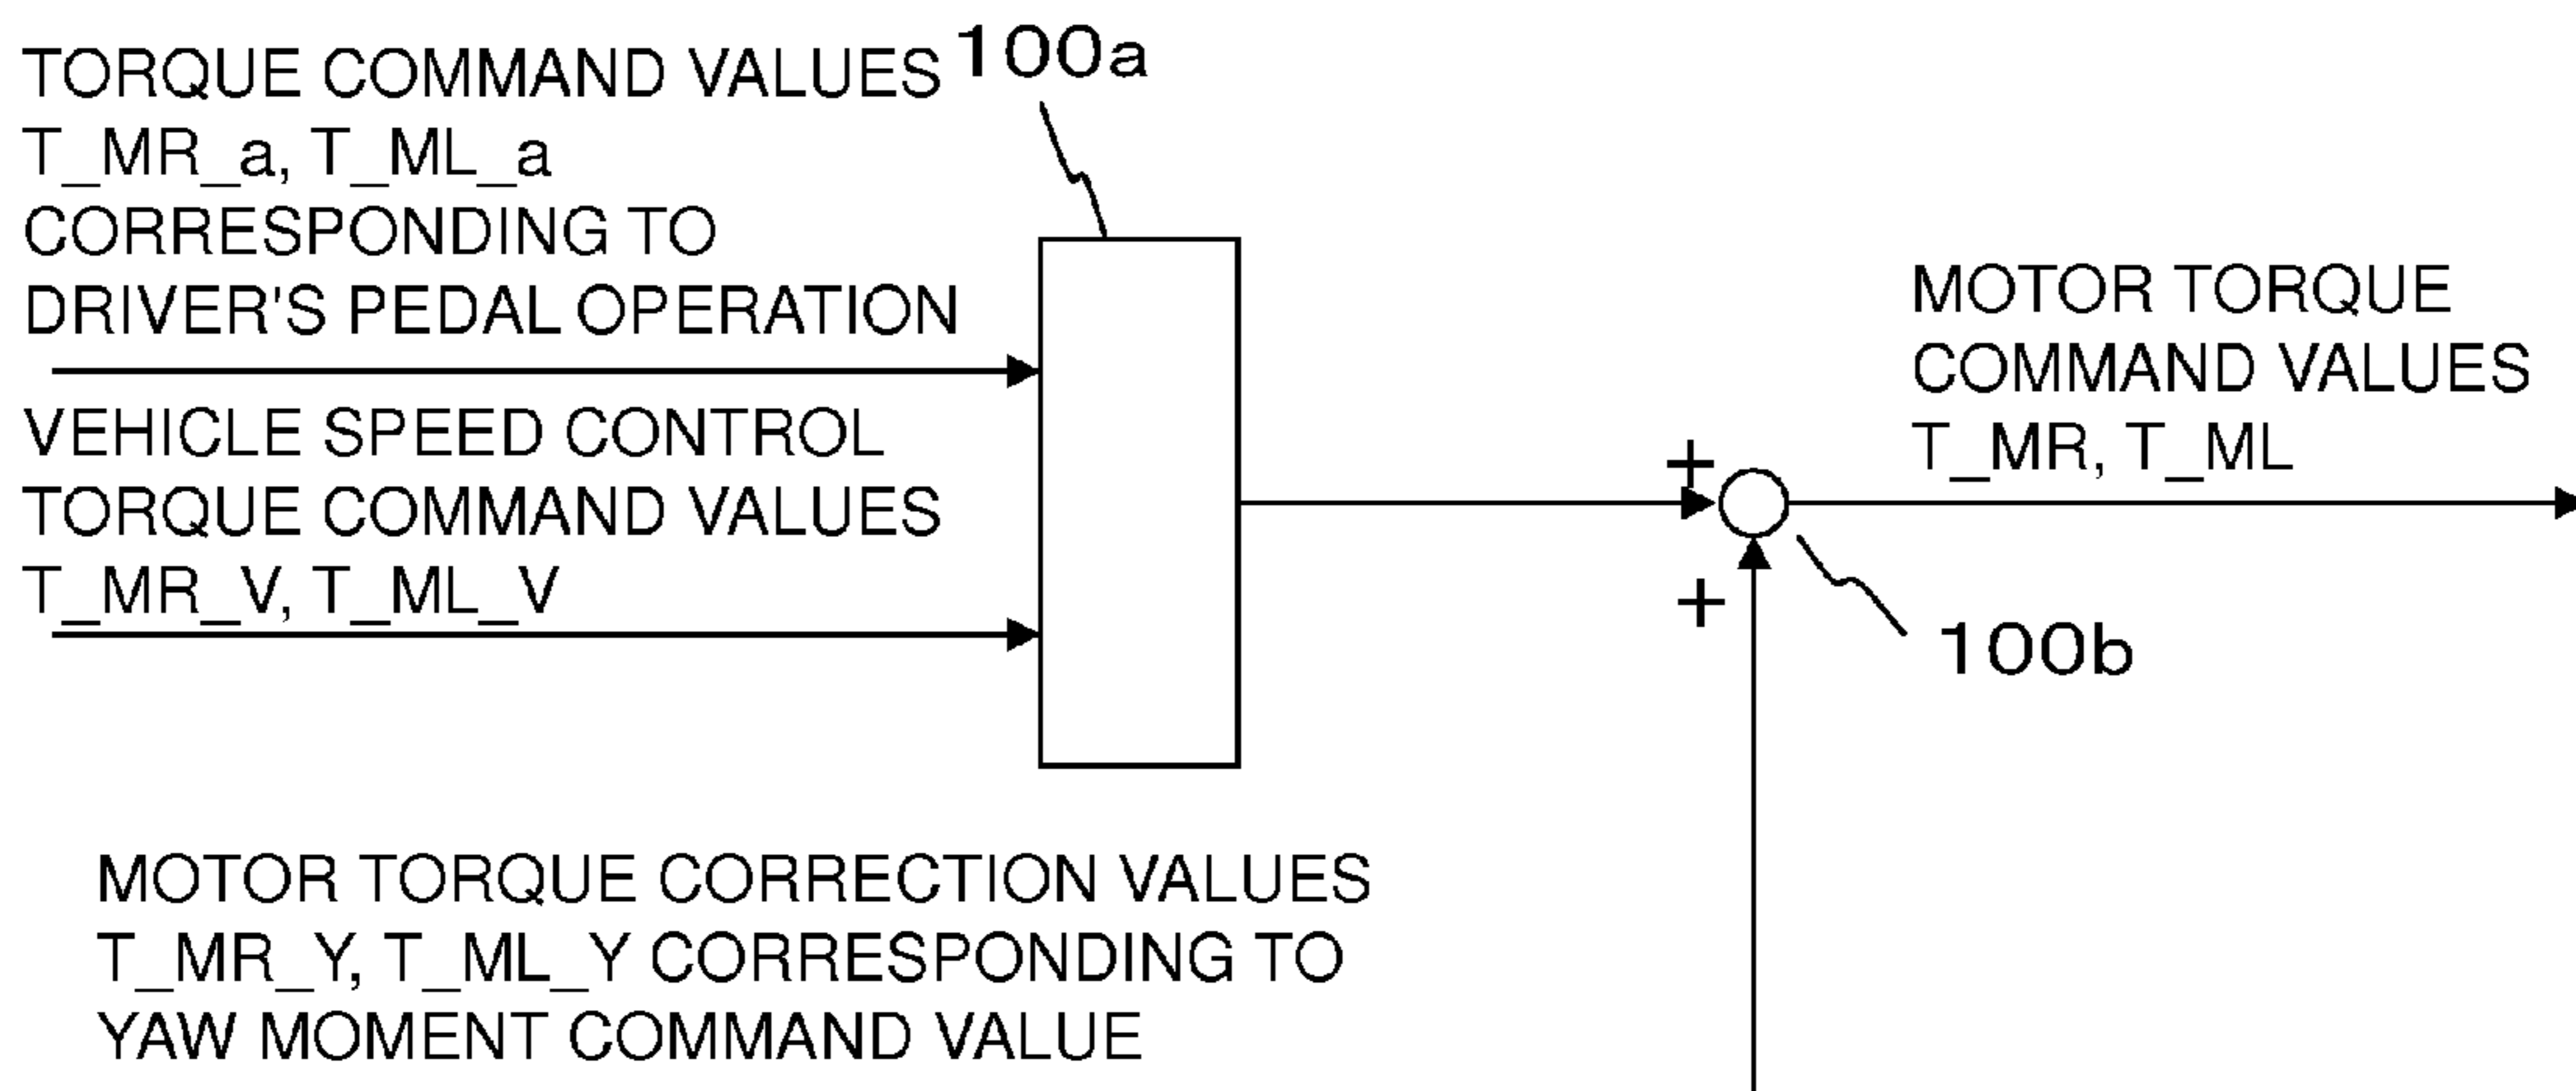 TORQUE COMMAND VALUES
T_MR_a, T_ML_a
CORRESPONDING TO
DRIVER'S PEDAL OPERATION
100a
VEHICLE SPEED CONTROL
TORQUE COMMAND VALUES
T_MR_V, T_ML_V
MOTOR TORQUE
COMMAND VALUES
T_MR, T_ML
+
+
100b
MOTOR TORQUE CORRECTION VALUES
T_MR_Y, T_ML_Y CORRESPONDING TO
YAW MOMENT COMMAND VALUE